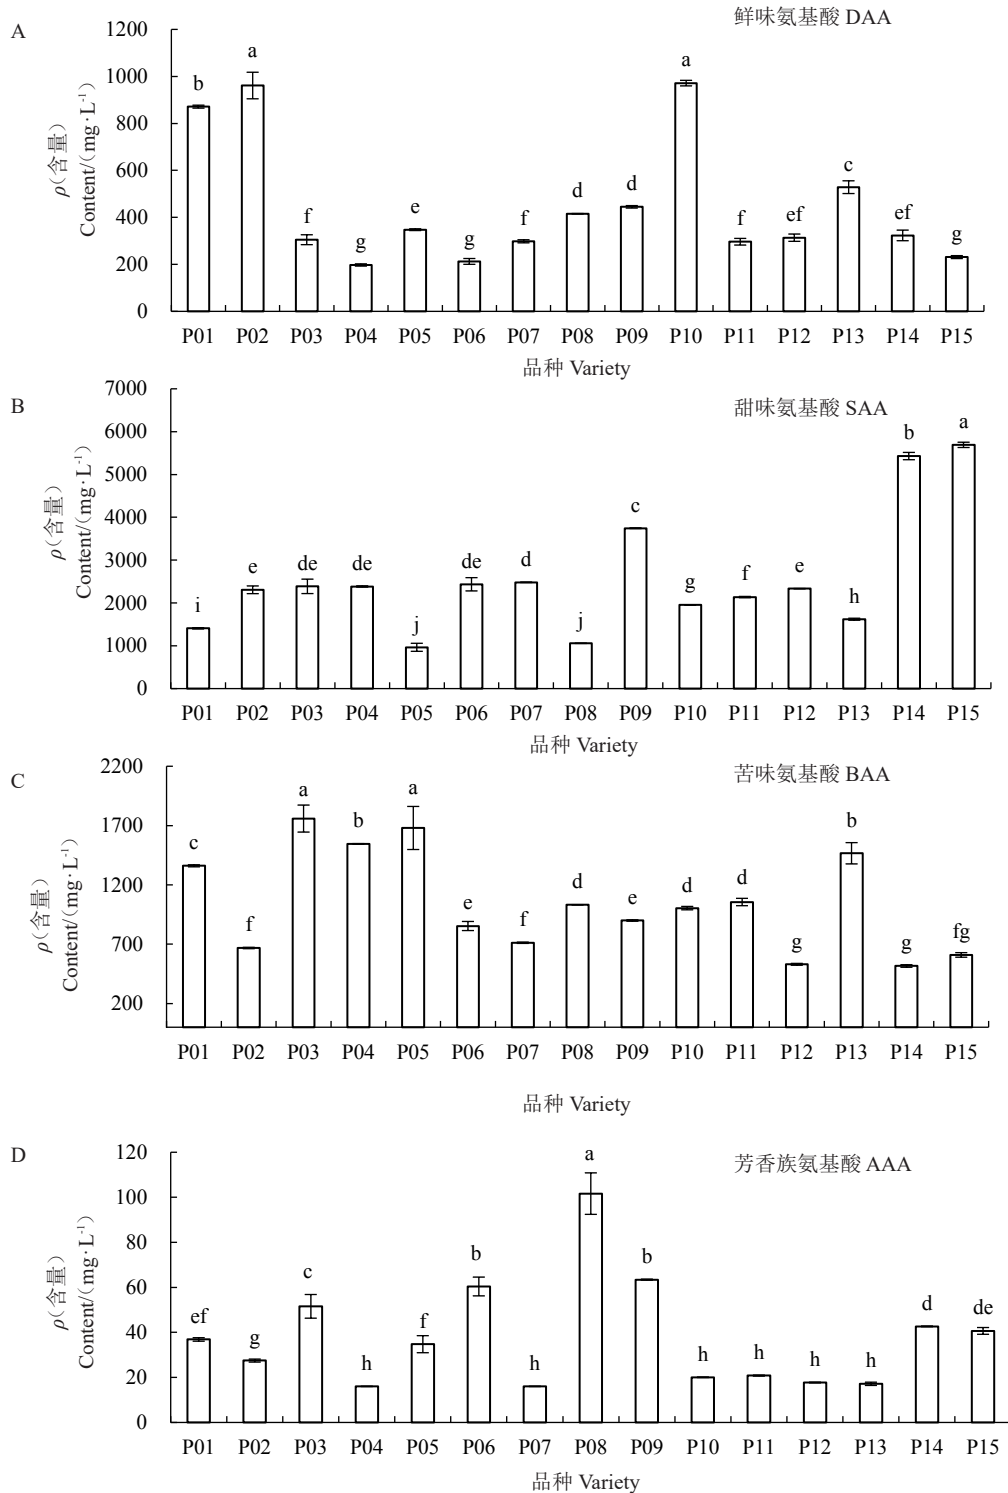 A
鲜味氨基酸 DAA
ρ(含量)
Content/(mg·L⁻¹)
1200
1000
800
600
400
200
0
b
a
f
g
e
g
f
d
d
a
f
ef
c
ef
g
P01 P02 P03 P04 P05 P06 P07 P08 P09 P10 P11 P12 P13 P14 P15
品种 Variety
B
甜味氨基酸 SAA
ρ(含量)
Content/(mg·L⁻¹)
7000
6000
5000
4000
3000
2000
1000
0
i
e
de
de
j
de
d
j
c
g
f
e
h
b
a
P01 P02 P03 P04 P05 P06 P07 P08 P09 P10 P11 P12 P13 P14 P15
品种 Variety
C
苦味氨基酸 BAA
ρ(含量)
Content/(mg·L⁻¹)
2200
1700
1200
700
200
c
f
a
b
a
e
f
d
e
d
d
g
b
g
fg
P01 P02 P03 P04 P05 P06 P07 P08 P09 P10 P11 P12 P13 P14 P15
品种 Variety
D
芳香族氨基酸 AAA
ρ(含量)
Content/(mg·L⁻¹)
120
100
80
60
40
20
0
ef
g
c
h
f
b
h
a
b
h
h
h
h
d
de
P01 P02 P03 P04 P05 P06 P07 P08 P09 P10 P11 P12 P13 P14 P15
品种 Variety